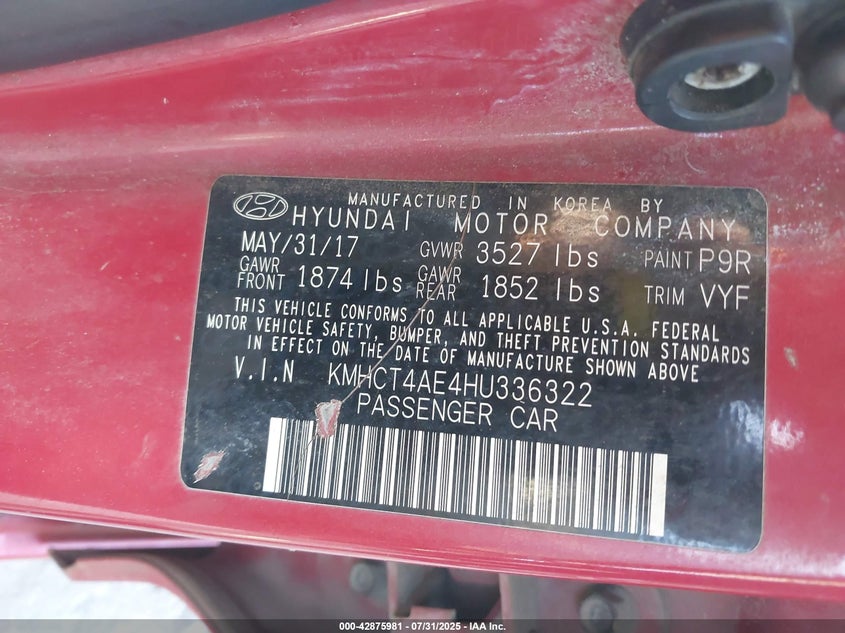 MANUFACTURED IN KOREA BY
HYUNDAI MOTOR COMPANY
MAY/31/17 GVWR 3527 lbs PAINT P9R
GAWR FRONT 1874 lbs GAWR REAR 1852 lbs TRIM VYF
THIS VEHICLE CONFORMS TO ALL APPLICABLE U.S.A. FEDERAL
MOTOR VEHICLE SAFETY, BUMPER, AND THEFT PREVENTION STANDARDS
IN EFFECT ON THE DATE OF MANUFACTURE SHOWN ABOVE
V.I.N KMHCT4AE4HU336322
PASSENGER CAR
000-42875981 - 07/31/2025 - IAA Inc.